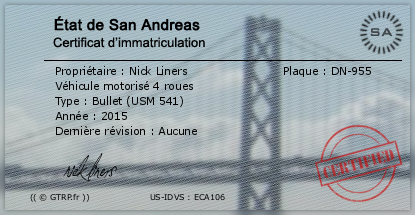 État de San Andreas
Certificat d'immatriculation
SA
Propriétaire : Nick Liners
Plaque : DN-955
Véhicule motorisé 4 roues
Type : Bullet (USM 541)
Année : 2015
Dernière révision : Aucune
Nick Liners
CERTIFIED
(( © GTRP.fr ))
US-IDVS : ECA106